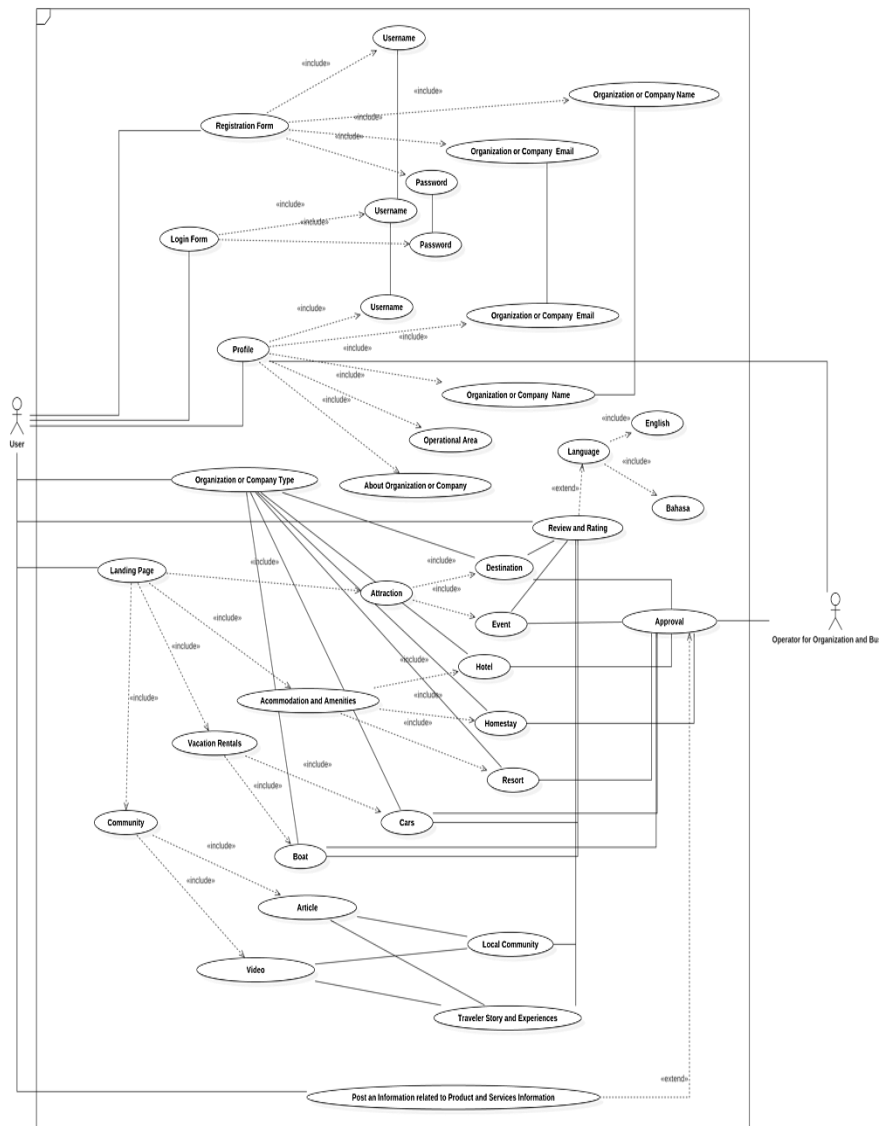 Username
«include»
«include»
Organization or Company Name
«include»
Registration Form
«include»
Organization or Company  Email
Password
«include»
Username
«include»
Login Form
Password
Username
«include»
Organization or Company  Email
«include»
Profile
«include»
«include»
Organization or Company  Name
«include»
User
Operational Area
«include»
English
Language
«include»
Organization or Company Type
About Organization or Company
«extend»
Bahasa
Review and Rating
«include»
«include»
Destination
Landing Page
Attraction
«include»
«include»
Event
Approval
Operator for Organization and Bu
«include»
«include»
Hotel
«include»
Acommodation and Amenities
«include»
«include»
Homestay
Vacation Rentals
«include»
Resort
«include»
Community
Cars
«include»
Boat
«include»
Article
Local Community
Video
Traveler Story and Experiences
«extend»
Post an Information related to Product and Services Information